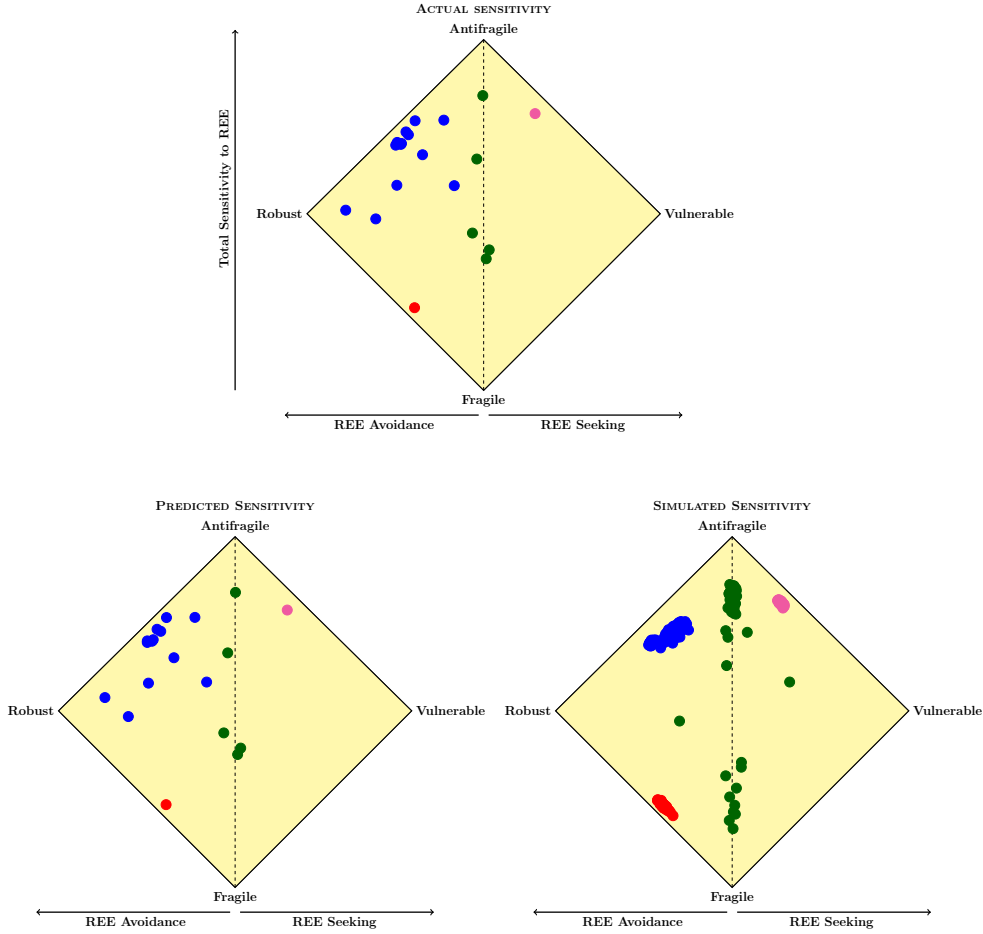 ACTUAL SENSITIVITY
Antifragile
Total Sensitivity to REE
Robust
Vulnerable
Fragile
REE Avoidance
REE Seeking
PREDICTED SENSITIVITY
Antifragile
Robust
Vulnerable
Fragile
REE Avoidance
REE Seeking
SIMULATED SENSITIVITY
Antifragile
Robust
Vulnerable
Fragile
REE Avoidance
REE Seeking